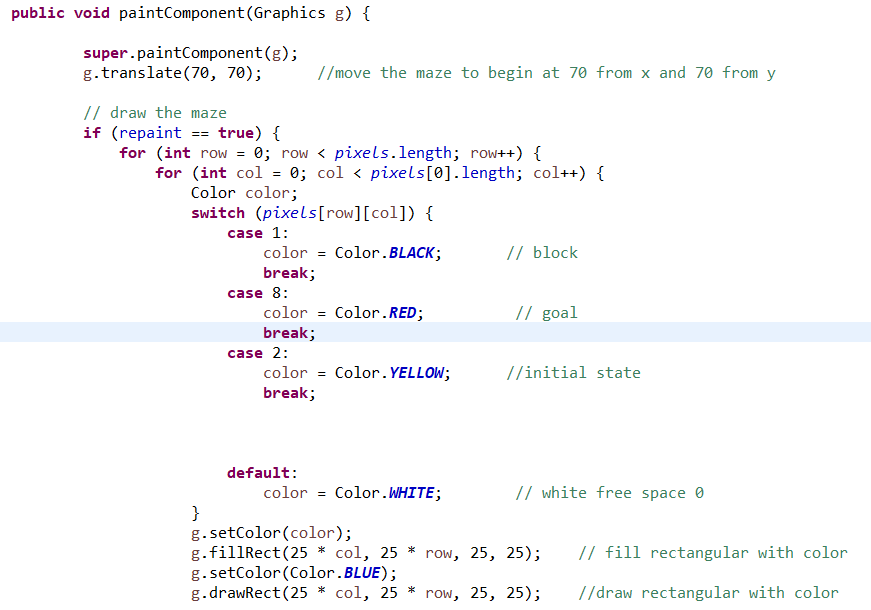 public void paintComponent(Graphics g) {
super.paintComponent(g);
g.translate(70, 70); //move the maze to begin at 70 from x and 70 from y
// draw the maze
if (repaint == true) {
for (int row = 0; row < pixels.length; row++) {
for (int col = 0; col < pixels[0].length; col++) {
Color color;
switch (pixels[row][col]) {
case 1:
color = Color.BLACK; // block
break;
case 8:
color = Color.RED; // goal
break;
case 2:
color = Color.YELLOW; //initial state
break;
default:
color = Color.WHITE; // white free space 0
}
g.setColor(color);
g.fillRect(25 * col, 25 * row, 25, 25); // fill rectangular with color
g.setColor(Color.BLUE);
g.drawRect(25 * col, 25 * row, 25, 25); //draw rectangular with color